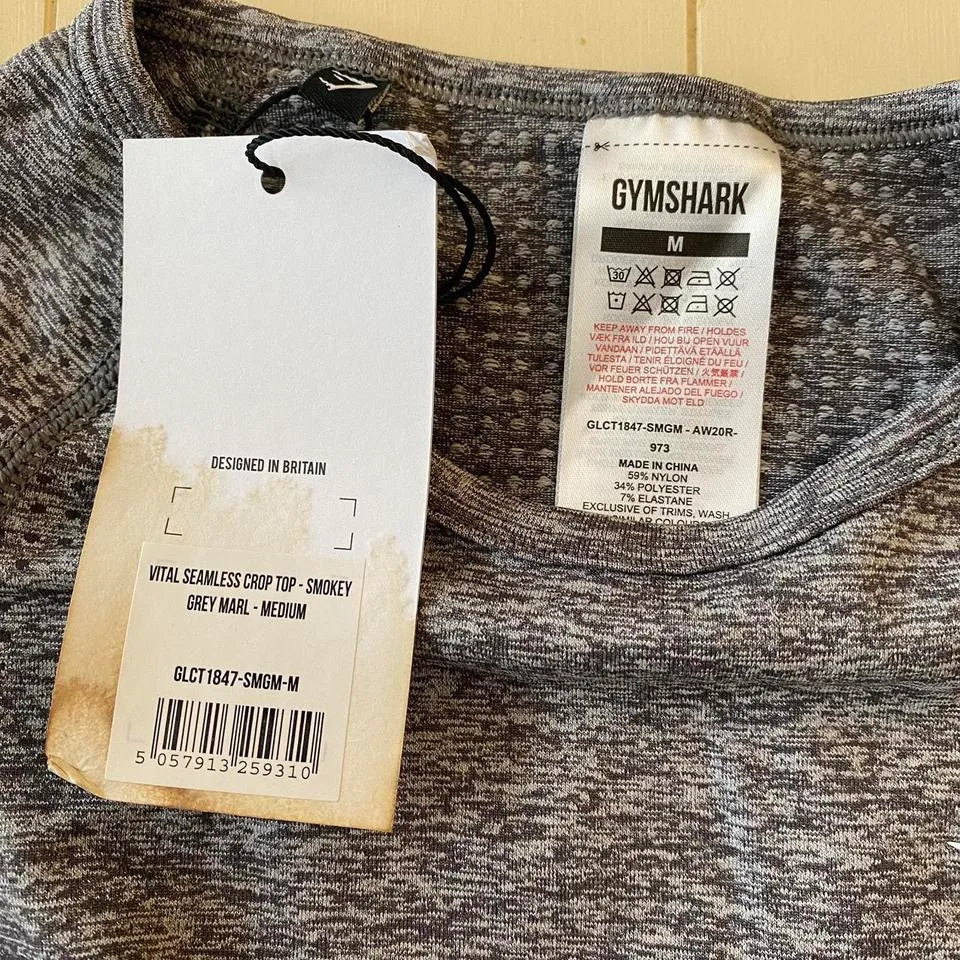 DESIGNED IN BRITAIN
VITAL SEAMLESS CROP TOP - SMOKEY
GREY MARL - MEDIUM
GLCT1847-SMGM-M
5 057913 259310
GYMSHARK
M
30
KEEP AWAY FROM FIRE / HOLDES
VÆK FRA ILD / HOU BIJ OPEN VUUR
VANDAAN / PIDETTÄVÄ ETÄÄLLÄ
TULESTA / TENIR ÉLOIGNÉ DU FEU /
VOR FEUER SCHÜTZEN / 火気厳禁 /
HOLD BORTE FRA FLAMMER /
MANTENER ALEJADO DEL FUEGO /
SKYDDA MOT ELD
GLCT1847-SMGM - AW20R-
973
MADE IN CHINA
59% NYLON
34% POLYESTER
7% ELASTANE
EXCLUSIVE OF TRIMS, WASH
SIMILAR COLOURS